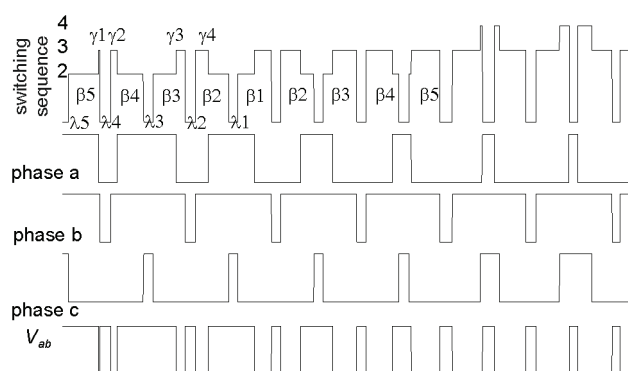 γ1 γ2 γ3 γ4
4
3
2
switching sequence
β5 β4 β3 β2 β1 β2 β3 β4 β5
λ5 λ4 λ3 λ2 λ1
phase a
phase b
phase c
Vab